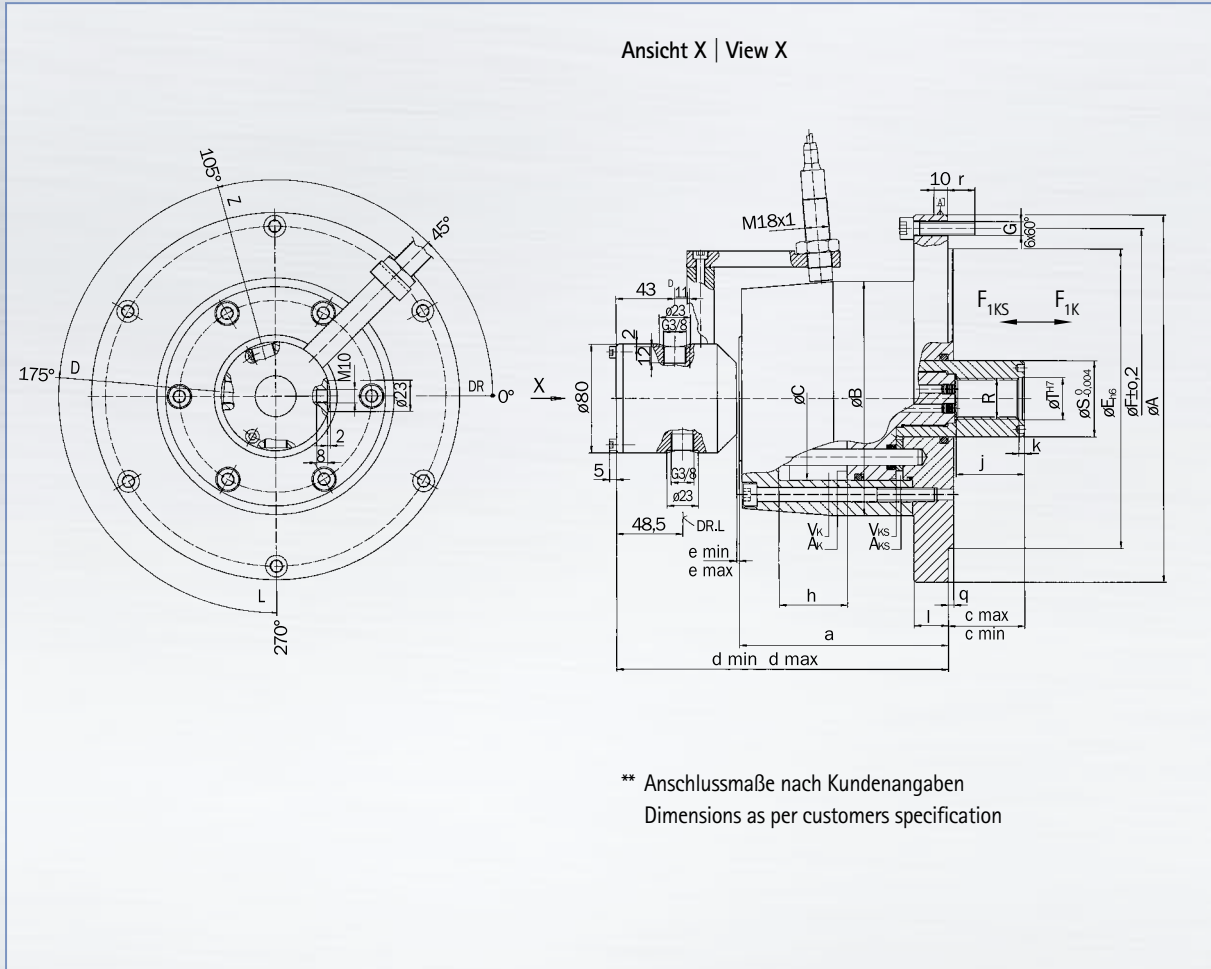 Ansicht X | View X
105°
Z
45°
175°
D
DR
0°
M10
ø23
2
8
L
270°
X
M18x1
10
r
A
G
6x60°
43
D
11
ø23
G3/8
2
12
ø80
5
G3/8
ø23
48,5
DR.L
e min
e max
øC
øB
F1KS
F1K
R
øTH7
øS 0 -0,004
øEh6
øF±0,2
øA
k
j
VK
AK
VKS
AKS
h
a
l
q
c max
c min
d min d max
** Anschlussmaße nach Kundenangaben
Dimensions as per customers specification